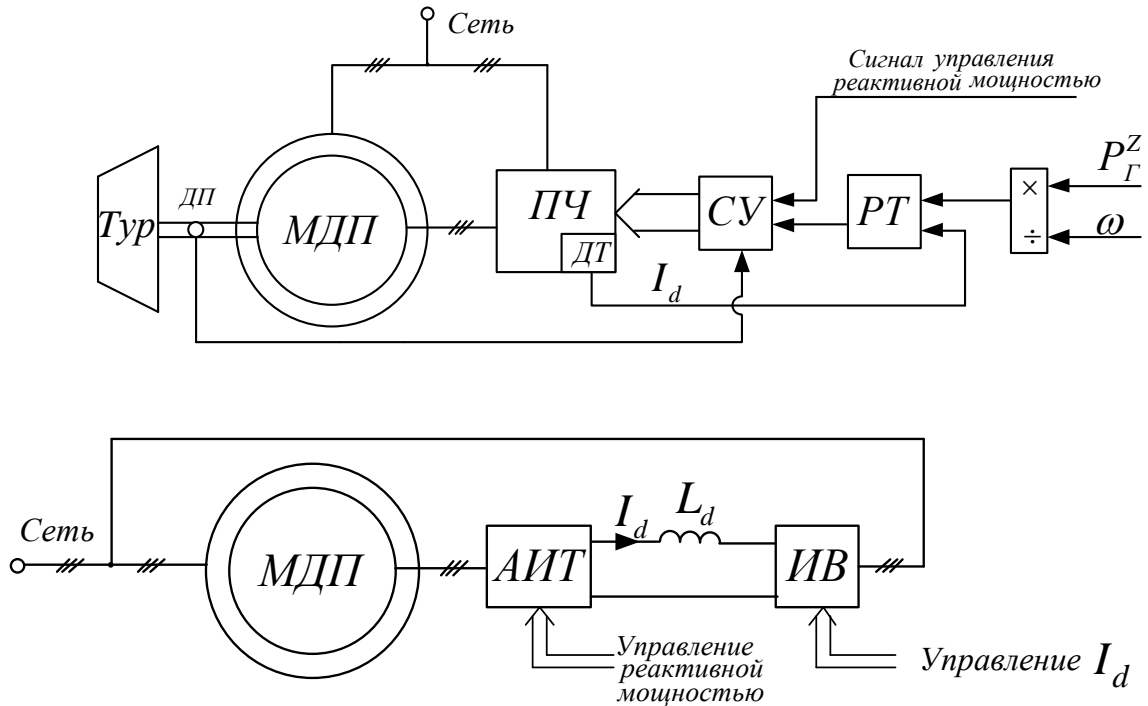 Сеть
Сигнал управления
реактивной мощностью
Тур
ДП
МДП
ПЧ
ДТ
СУ
РТ
×
÷
P_Г^Z
ω
I_d
Сеть
МДП
АИТ
I_d
L_d
ИВ
Управление
реактивной
мощностью
Управление I_d